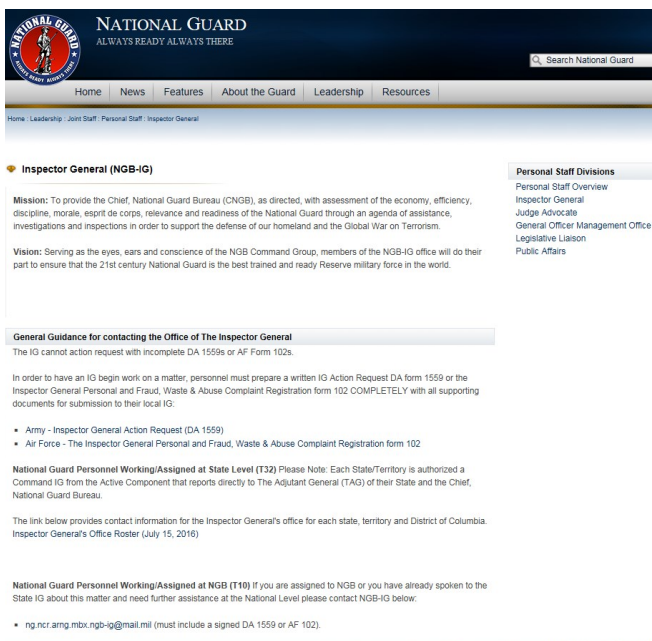 NATIONAL GUARD
ALWAYS READY ALWAYS THERE
NATIONAL GUARD
ALWAYS READY ALWAYS THERE
Search National Guard
Home News Features About the Guard Leadership Resources
Home : Leadership : Joint Staff : Personal Staff : Inspector General
Inspector General (NGB-IG)
Mission: To provide the Chief, National Guard Bureau (CNGB), as directed, with assessment of the economy, efficiency,
discipline, morale, esprit de corps, relevance and readiness of the National Guard through an agenda of assistance,
investigations and inspections in order to support the defense of our homeland and the Global War on Terrorism.
Vision: Serving as the eyes, ears and conscience of the NGB Command Group, members of the NGB-IG office will do their
part to ensure that the 21st century National Guard is the best trained and ready Reserve military force in the world.
Personal Staff Divisions
Personal Staff Overview
Inspector General
Judge Advocate
General Officer Management Office
Legislative Liaison
Public Affairs
General Guidance for contacting the Office of The Inspector General
The IG cannot action request with incomplete DA 1559s or AF Form 102s.
In order to have an IG begin work on a matter, personnel must prepare a written IG Action Request DA form 1559 or the
Inspector General Personal and Fraud, Waste & Abuse Complaint Registration form 102 COMPLETELY with all supporting
documents for submission to their local IG:
• Army - Inspector General Action Request (DA 1559)
• Air Force - The Inspector General Personal and Fraud, Waste & Abuse Complaint Registration form 102
National Guard Personnel Working/Assigned at State Level (T32) Please Note: Each State/Territory is authorized a
Command IG from the Active Component that reports directly to The Adjutant General (TAG) of their State and the Chief,
National Guard Bureau.
The link below provides contact information for the Inspector General's office for each state, territory and District of Columbia.
Inspector General's Office Roster (July 15, 2016)
National Guard Personnel Working/Assigned at NGB (T10) If you are assigned to NGB or you have already spoken to the
State IG about this matter and need further assistance at the National Level please contact NGB-IG below:
• ng.ncr.arng.mbx.ngb-ig@mail.mil (must include a signed DA 1559 or AF 102).